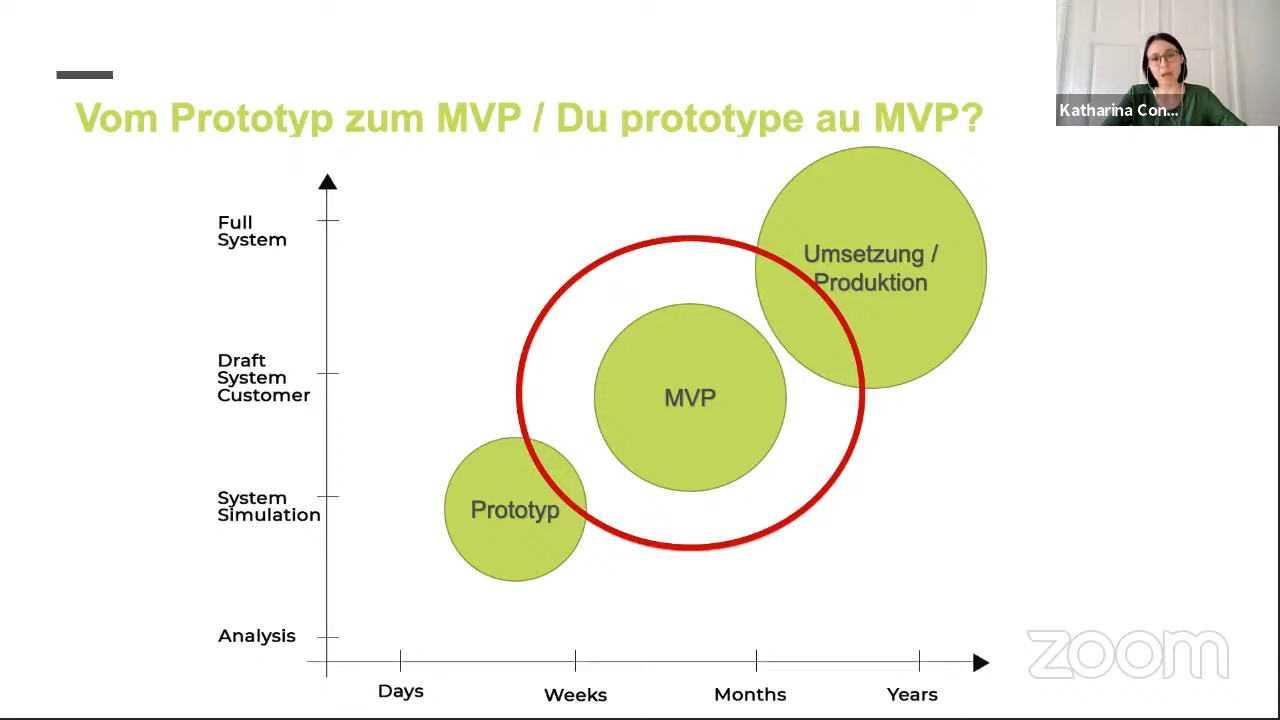 Vom Prototyp zum MVP / Du prototype au MVP?
Katharina Con...
Full
System
Umsetzung /
Produktion
Draft
System
Customer
MVP
System
Simulation
Prototyp
Analysis
zoom
Days
Weeks
Months
Years